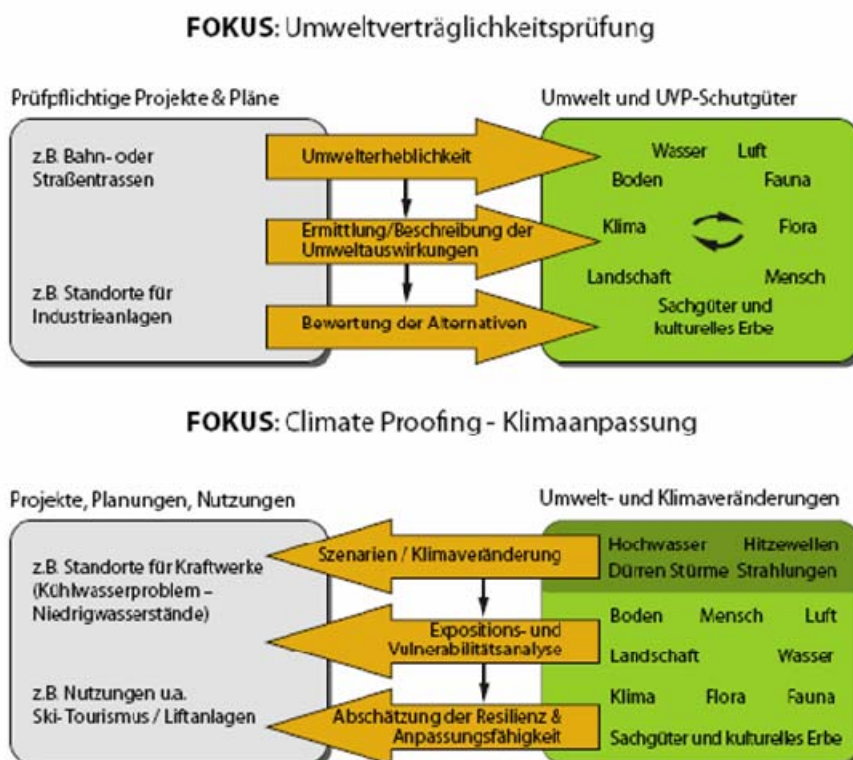 FOKUS: Umweltverträglichkeitsprüfung
Prüfpflichtige Projekte & Pläne
z.B. Bahn- oder
Straßentrassen
z.B. Standorte für
Industrieanlagen
Umwelterheblichkeit
Ermittlung/Beschreibung der
Umweltauswirkungen
Bewertung der Alternativen
Umwelt und UVP-Schutgüter
Wasser Luft
Boden Fauna
Klima Flora
Landschaft Mensch
Sachgüter und
kulturelles Erbe
FOKUS: Climate Proofing - Klimaanpassung
Projekte, Planungen, Nutzungen
z.B. Standorte für Kraftwerke
(Kühlwasserproblem –
Niedrigwasserstände)
z.B. Nutzungen u.a.
Ski-Tourismus / Liftanlagen
Szenarien / Klimaveränderung
Expositions- und
Vulnerabilitätsanalyse
Abschätzung der Resilienz &
Anpassungsfähigkeit
Umwelt- und Klimaveränderungen
Hochwasser Hitzewellen
Dürren Stürme Strahlungen
Boden Mensch Luft
Landschaft Wasser
Klima Flora Fauna
Sachgüter und kulturelles Erbe